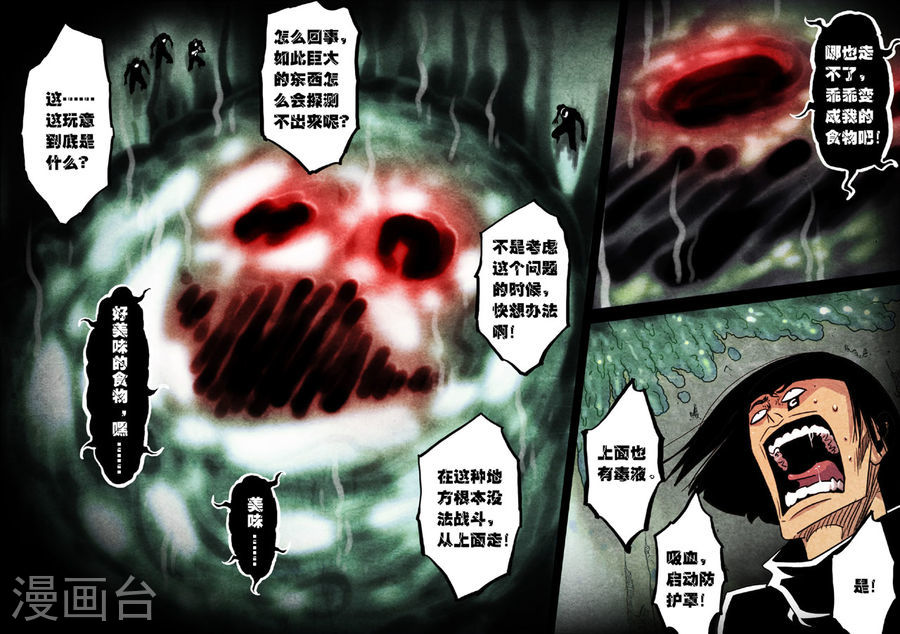 这……
这玩意
到底是
什么？
怎么回事，
如此巨大
的东西怎
么会探测
不出来呢？
不是考虑
这个问题
的时候，
快想办法
啊！
好美味的食物，嘿……
美味……
在这种地
方根本没
法战斗，
从上面走！
哪也走
不了，
乖乖变
成我的
食物吧！
上面也
有毒液。
吸血，
启动防
护罩！
是！
漫画台